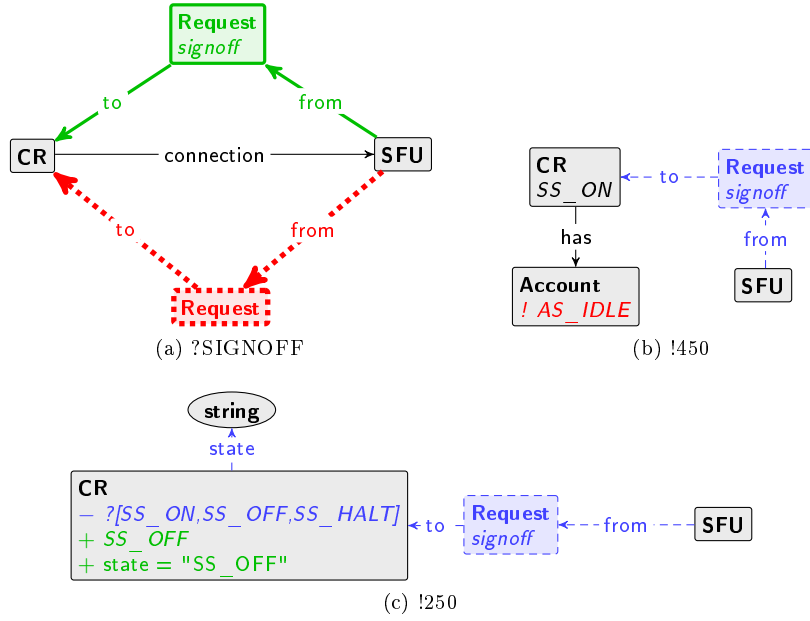 Request
signoff
to
from
CR
connection
SFU
to
from
Request
(a) ?SIGNOFF
CR
SS_ON
to
Request
signoff
has
from
Account
! AS_IDLE
SFU
(b) !450
string
state
CR
− ?[SS_ON,SS_OFF,SS_HALT]
+ SS_OFF
+ state = "SS_OFF"
to
Request
signoff
from
SFU
(c) !250